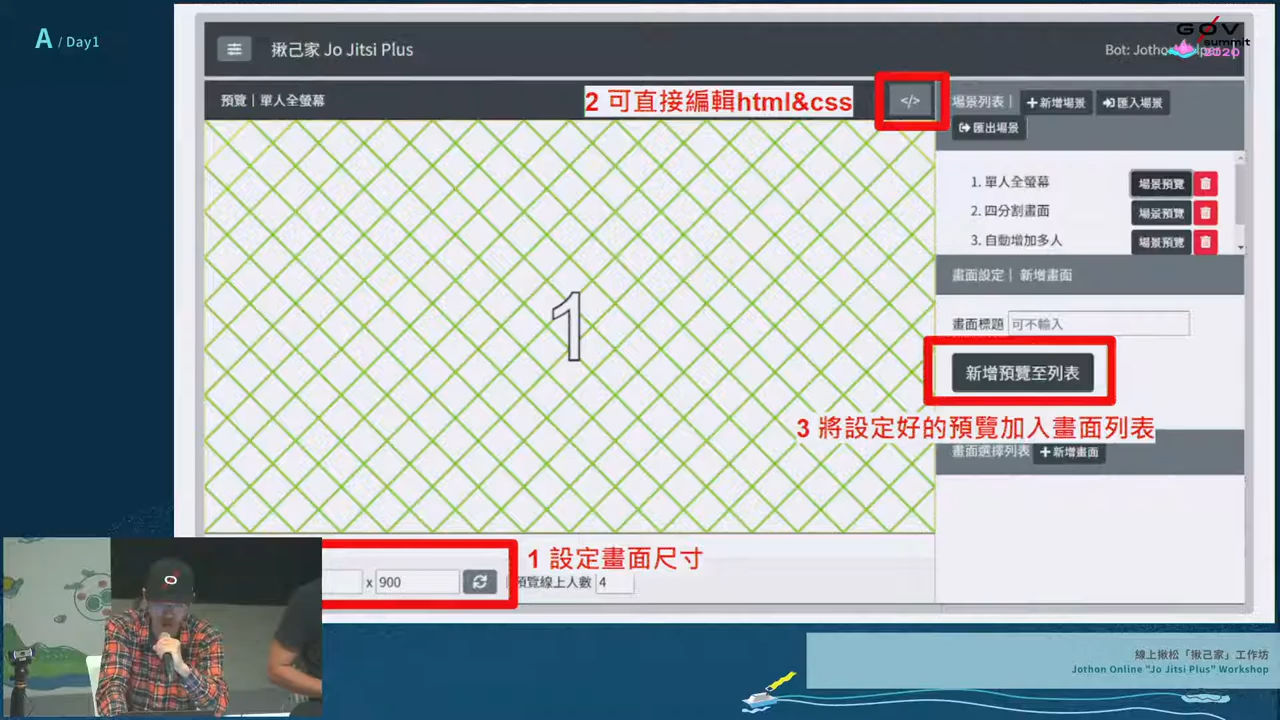 A / Day1
GØV
summit
2020
揪己家 Jo Jitsi Plus
Bot:
預覽 | 單人全螢幕
2 可直接編輯html&css
</>
場景列表 |
+新增場景
匯入場景
匯出場景
1. 單人全螢幕
場景預覽
2. 四分割畫面
場景預覽
3. 自動增加多人
場景預覽
畫面設定 | 新增畫面
畫面標題
可不輸入
1
新增預覽至列表
3 將設定好的預覽加入畫面列表
畫面選擇列表
+新增畫面
1 設定畫面尺寸
x
900
預覽線上人數
4
線上揪松「揪己家」工作坊
Jothon Online "Jo Jitsi Plus" Workshop